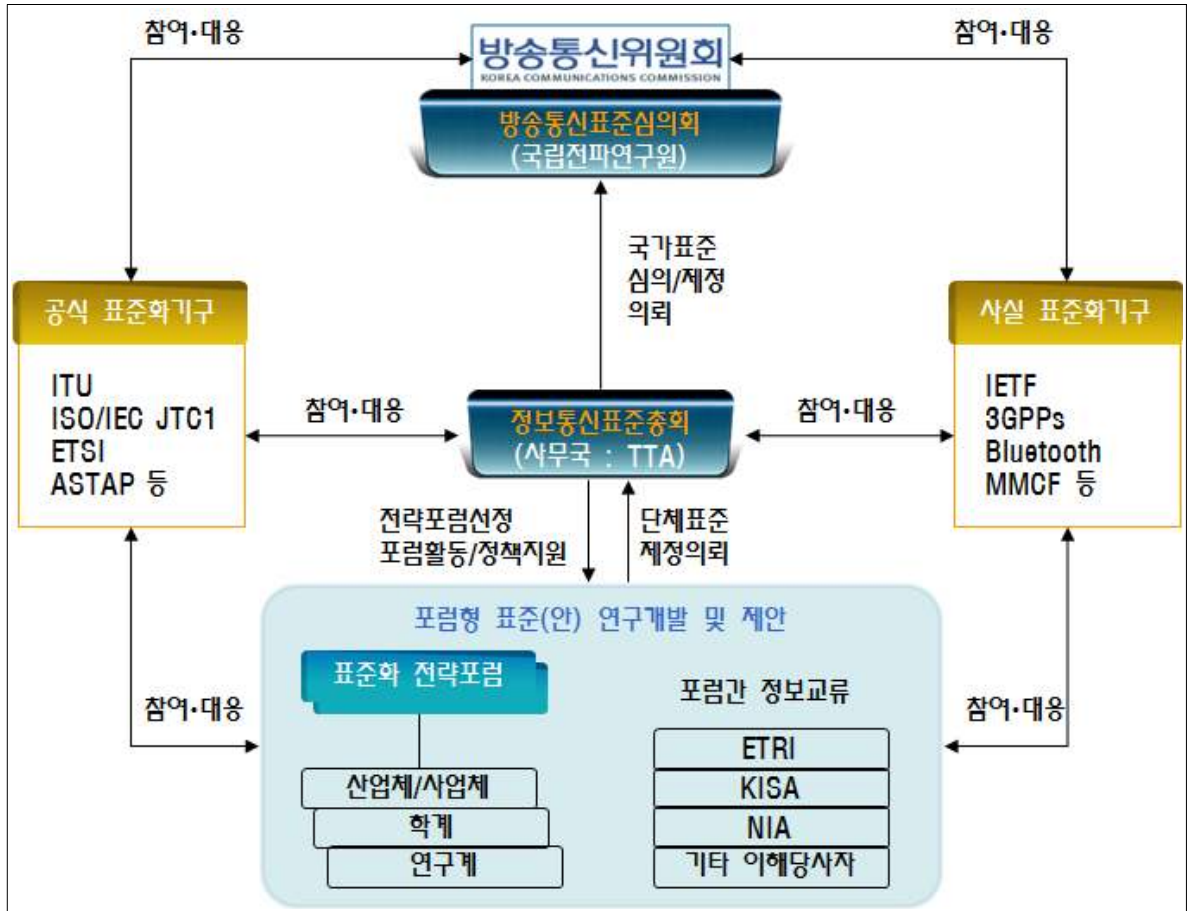 참여·대응
방송통신위원회
KOREA COMMUNICATIONS COMMISSION
참여·대응
방송통신표준심의회
(국립전파연구원)
국가표준
심의/제정
의뢰
공식 표준화기구
ITU
ISO/IEC JTC1
ETSI
ASTAP 등
사실 표준화기구
IETF
3GPPs
Bluetooth
MMCF 등
참여·대응
정보통신표준총회
(사무국 : TTA)
참여·대응
전략포럼선정
포럼활동/정책지원
단체표준
제정의뢰
포럼형 표준(안) 연구개발 및 제안
참여·대응
표준화 전략포럼
산업체/사업체
학계
연구계
포럼간 정보교류
ETRI
KISA
NIA
기타 이해당사자
참여·대응